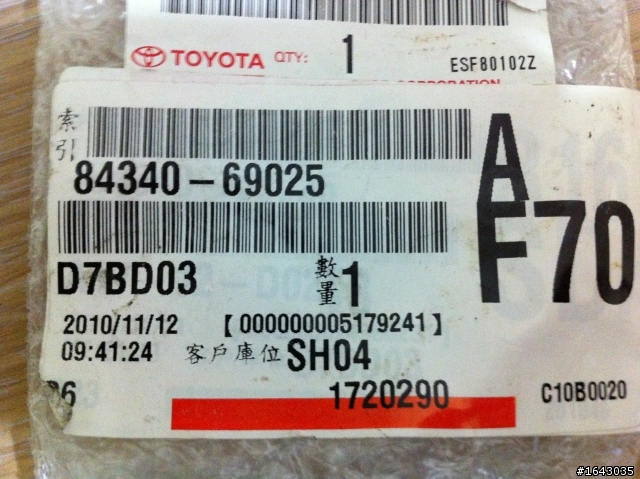 TOYOTA QTY: 1 ESF80102Z
CORPORATION
索引
84340-69025
A
F70
D7BD03 數量 1
2010/11/12 【000000005179241】
09:41:24 客戶庫位 SH04
1720290 C10B0020
#1643035